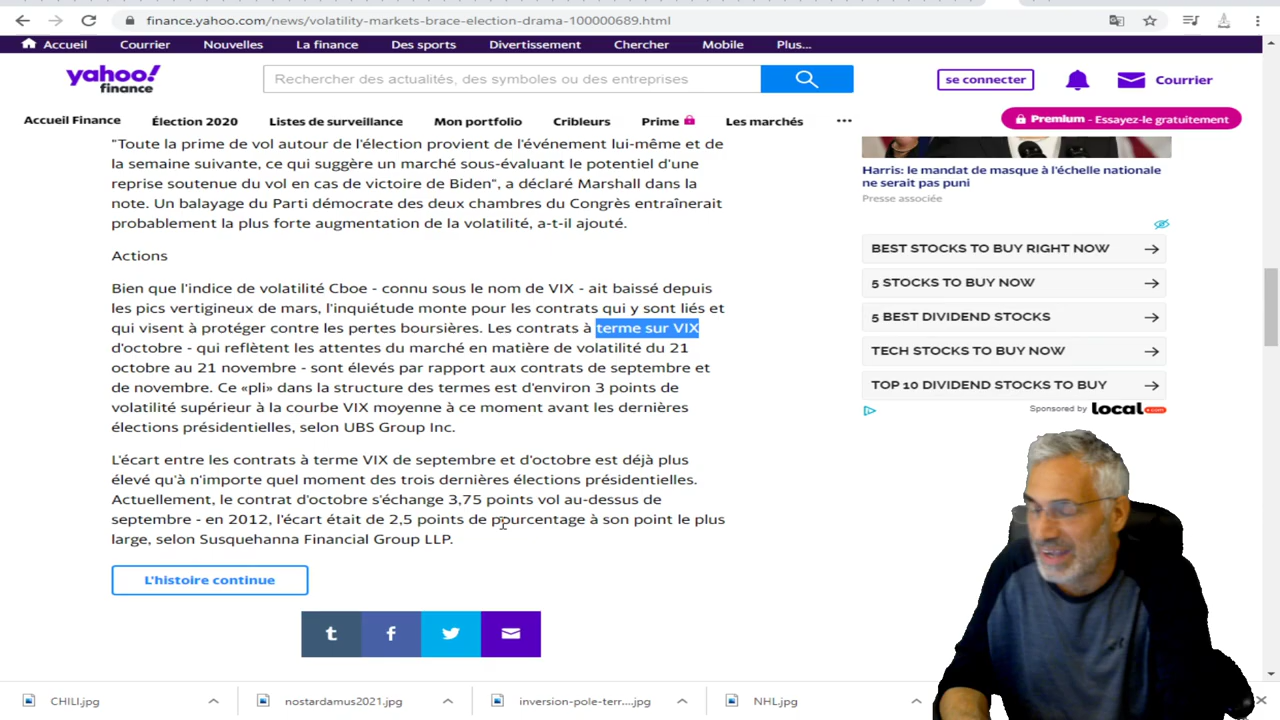 finance.yahoo.com/news/volatility-markets-brace-election-drama-100000689.html
Accueil Courrier Nouvelles La finance Des sports Divertissement Chercher Mobile Plus...
yahoo!
finance
Rechercher des actualités, des symboles ou des entreprises
se connecter
Courrier
Accueil Finance Élection 2020 Listes de surveillance Mon portfolio Cribleurs Prime Les marchés ...
Premium - Essayez-le gratuitement
"Toute la prime de vol autour de l'élection provient de l'événement lui-même et de
la semaine suivante, ce qui suggère un marché sous-évaluant le potentiel d'une
reprise soutenue du vol en cas de victoire de Biden", a déclaré Marshall dans la
note. Un balayage du Parti démocrate des deux chambres du Congrès entraînerait
probablement la plus forte augmentation de la volatilité, a-t-il ajouté.
Actions
Bien que l'indice de volatilité Cboe - connu sous le nom de VIX - ait baissé depuis
les pics vertigineux de mars, l'inquiétude monte pour les contrats qui y sont liés et
qui visent à protéger contre les pertes boursières. Les contrats à terme sur VIX
d'octobre - qui reflètent les attentes du marché en matière de volatilité du 21
octobre au 21 novembre - sont élevés par rapport aux contrats de septembre et
de novembre. Ce «pli» dans la structure des termes est d'environ 3 points de
volatilité supérieur à la courbe VIX moyenne à ce moment avant les dernières
élections présidentielles, selon UBS Group Inc.
L'écart entre les contrats à terme VIX de septembre et d'octobre est déjà plus
élevé qu'à n'importe quel moment des trois dernières élections présidentielles.
Actuellement, le contrat d'octobre s'échange 3,75 points vol au-dessus de
septembre - en 2012, l'écart était de 2,5 points de pourcentage à son point le plus
large, selon Susquehanna Financial Group LLP.
L'histoire continue
t f
Harris: le mandat de masque à l'échelle nationale
ne serait pas puni
Presse associée
BEST STOCKS TO BUY RIGHT NOW
5 STOCKS TO BUY NOW
5 BEST DIVIDEND STOCKS
TECH STOCKS TO BUY NOW
TOP 10 DIVIDEND STOCKS TO BUY
Sponsored by local.com
CHILI.jpg
nostardamus2021.jpg
inversion-pole-terr....jpg
NHL.jpg